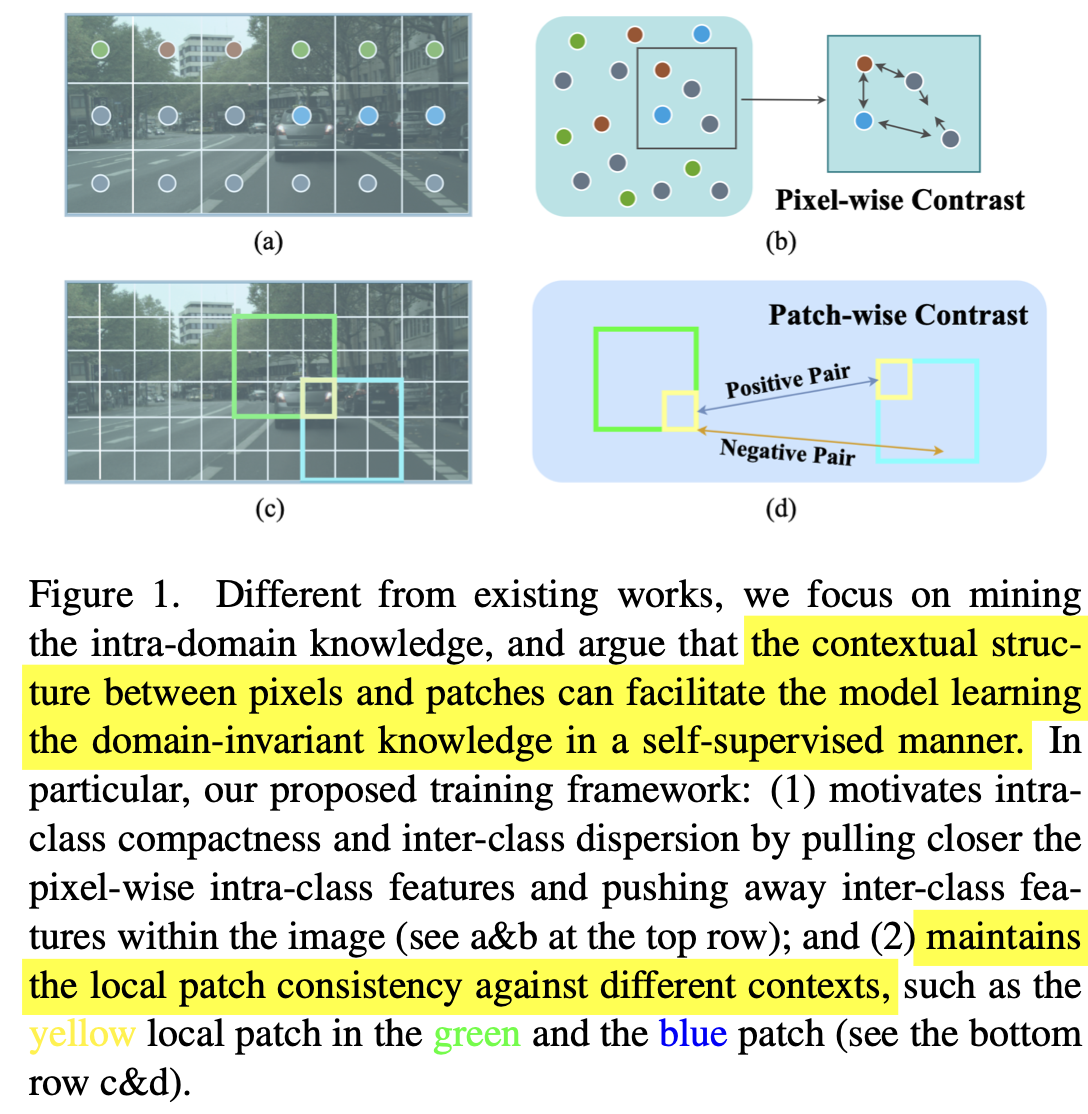 (a)
Pixel-wise Contrast
(b)
(c)
Patch-wise Contrast
Positive Pair
Negative Pair
(d)
Figure 1. Different from existing works, we focus on mining
the intra-domain knowledge, and argue that the contextual struc-
ture between pixels and patches can facilitate the model learning
the domain-invariant knowledge in a self-supervised manner. In
particular, our proposed training framework: (1) motivates intra-
class compactness and inter-class dispersion by pulling closer the
pixel-wise intra-class features and pushing away inter-class fea-
tures within the image (see a&b at the top row); and (2) maintains
the local patch consistency against different contexts, such as the
yellow local patch in the green and the blue patch (see the bottom
row c&d).